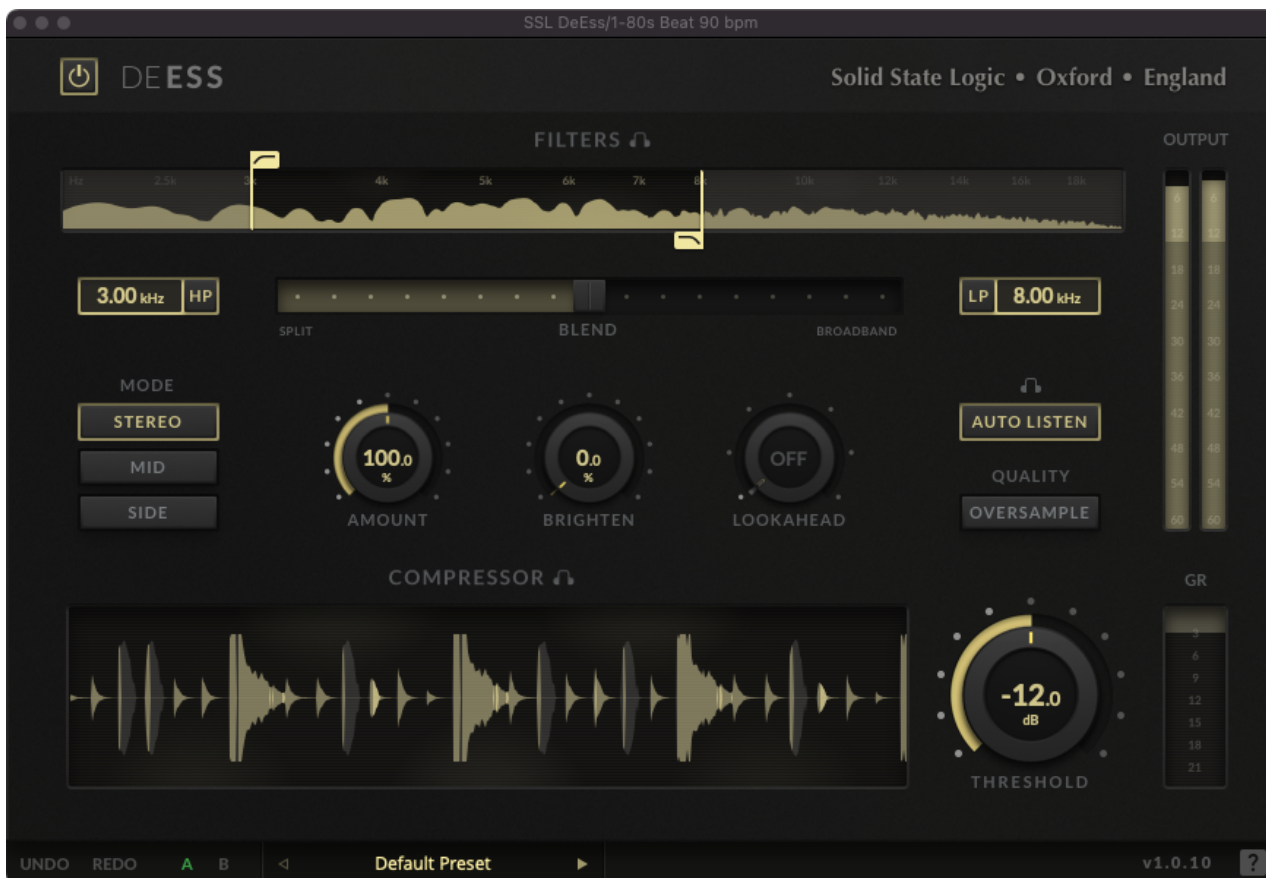 SSL DeEss/1-80s Beat 90 bpm
DEESS
Solid State Logic • Oxford • England
FILTERS
OUTPUT
Hz 2.5k 3k 4k 5k 6k 7k 8k 10k 12k 14k 16k 18k
6 6
12 12
18 18
24 24
30 30
36 36
42 42
48 48
54 54
60 60
3.00 kHz HP
LP 8.00 kHz
SPLIT
BLEND
BROADBAND
MODE
STEREO
MID
SIDE
100.0
%
AMOUNT
0.0
%
BRIGHTEN
OFF
LOOKAHEAD
AUTO LISTEN
QUALITY
OVERSAMPLE
COMPRESSOR
-12.0
dB
THRESHOLD
GR
3
6
9
12
15
18
21
UNDO REDO A B Default Preset v1.0.10 ?